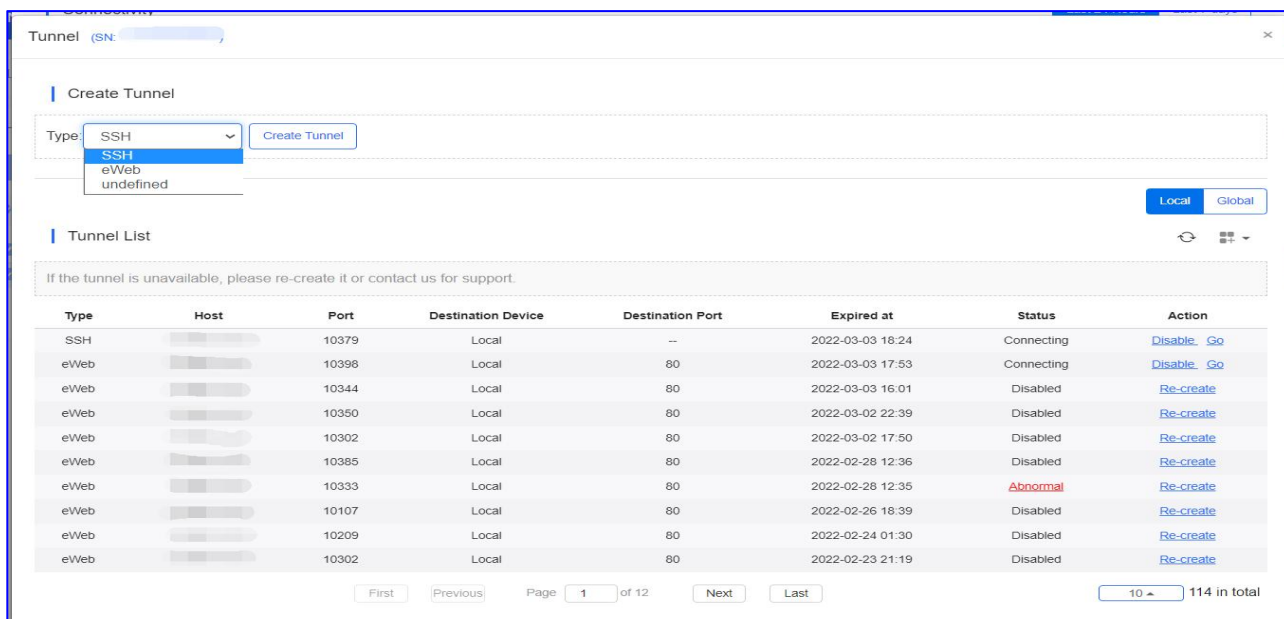 Tunnel (SN: )
×
Create Tunnel
Type: SSH Create Tunnel
SSH
eWeb
undefined
Local Global
Tunnel List
If the tunnel is unavailable, please re-create it or contact us for support.
Type Host Port Destination Device Destination Port Expired at Status Action
SSH 10379 Local -- 2022-03-03 18:24 Connecting Disable Go
eWeb 10398 Local 80 2022-03-03 17:53 Connecting Disable Go
eWeb 10344 Local 80 2022-03-03 16:01 Disabled Re-create
eWeb 10350 Local 80 2022-03-02 22:39 Disabled Re-create
eWeb 10302 Local 80 2022-03-02 17:50 Disabled Re-create
eWeb 10385 Local 80 2022-02-28 12:36 Disabled Re-create
eWeb 10333 Local 80 2022-02-28 12:35 Abnormal Re-create
eWeb 10107 Local 80 2022-02-26 18:39 Disabled Re-create
eWeb 10209 Local 80 2022-02-24 01:30 Disabled Re-create
eWeb 10302 Local 80 2022-02-23 21:19 Disabled Re-create
First Previous Page 1 of 12 Next Last 10 114 in total